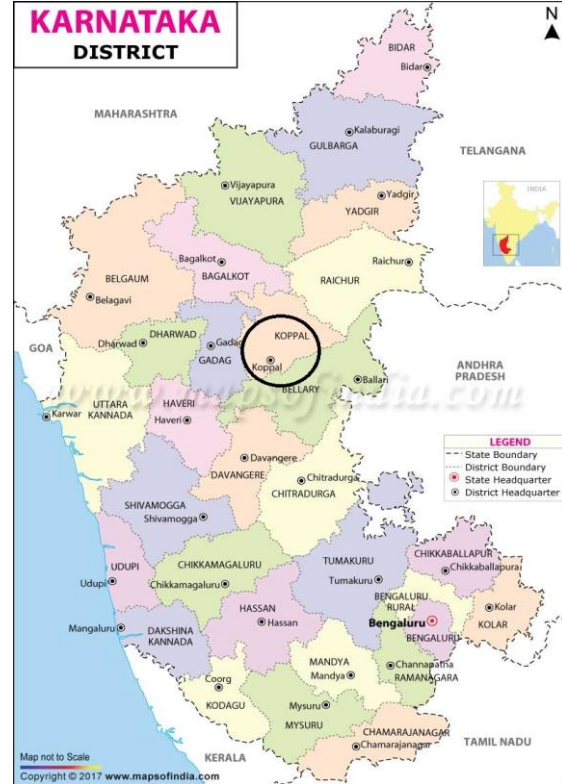 KARNATAKA
DISTRICT
N
BIDAR
Bidar
MAHARASHTRA
Kalaburagi
GULBARGA
TELANGANA
Vijayapura
VIJAYAPURA
Yadgir
YADGIR
INDIA
Bagalkot
BAGALKOT
Raichur
RAICHUR
BELGAUM
Belagavi
KOPPAL
Koppal
DHARWAD
Dharwad
Gadag
GADAG
GOA
BELLARY
Ballari
ANDHRA
PRADESH
www.mapsofindia.com
UTTARA
KANNADA
Karwar
HAVERI
Haveri
Davangere
DAVANGERE
Chitradurga
CHITRADURGA
LEGEND
State Boundary
District Boundary
State Headquarter
District Headquarter
SHIVAMOGGA
Shivamogga
UDUPI
Udupi
CHIKKAMAGALURU
Chikkamagaluru
TUMAKURU
Tumakuru
CHIKKABALLAPUR
Chikkaballapura
BENGALURU
RURAL
Kolar
KOLAR
Bengaluru
BENGALURU
HASSAN
Hassan
Mangaluru
DAKSHINA
KANNADA
MANDYA
Mandya
Channapatna
RAMANAGARA
Coorg
KODAGU
Mysuru
MYSURU
CHAMARAJANAGAR
Chamarajanagar
KERALA
TAMIL NADU
Map not to Scale
Copyright © 2017 www.mapsofindia.com